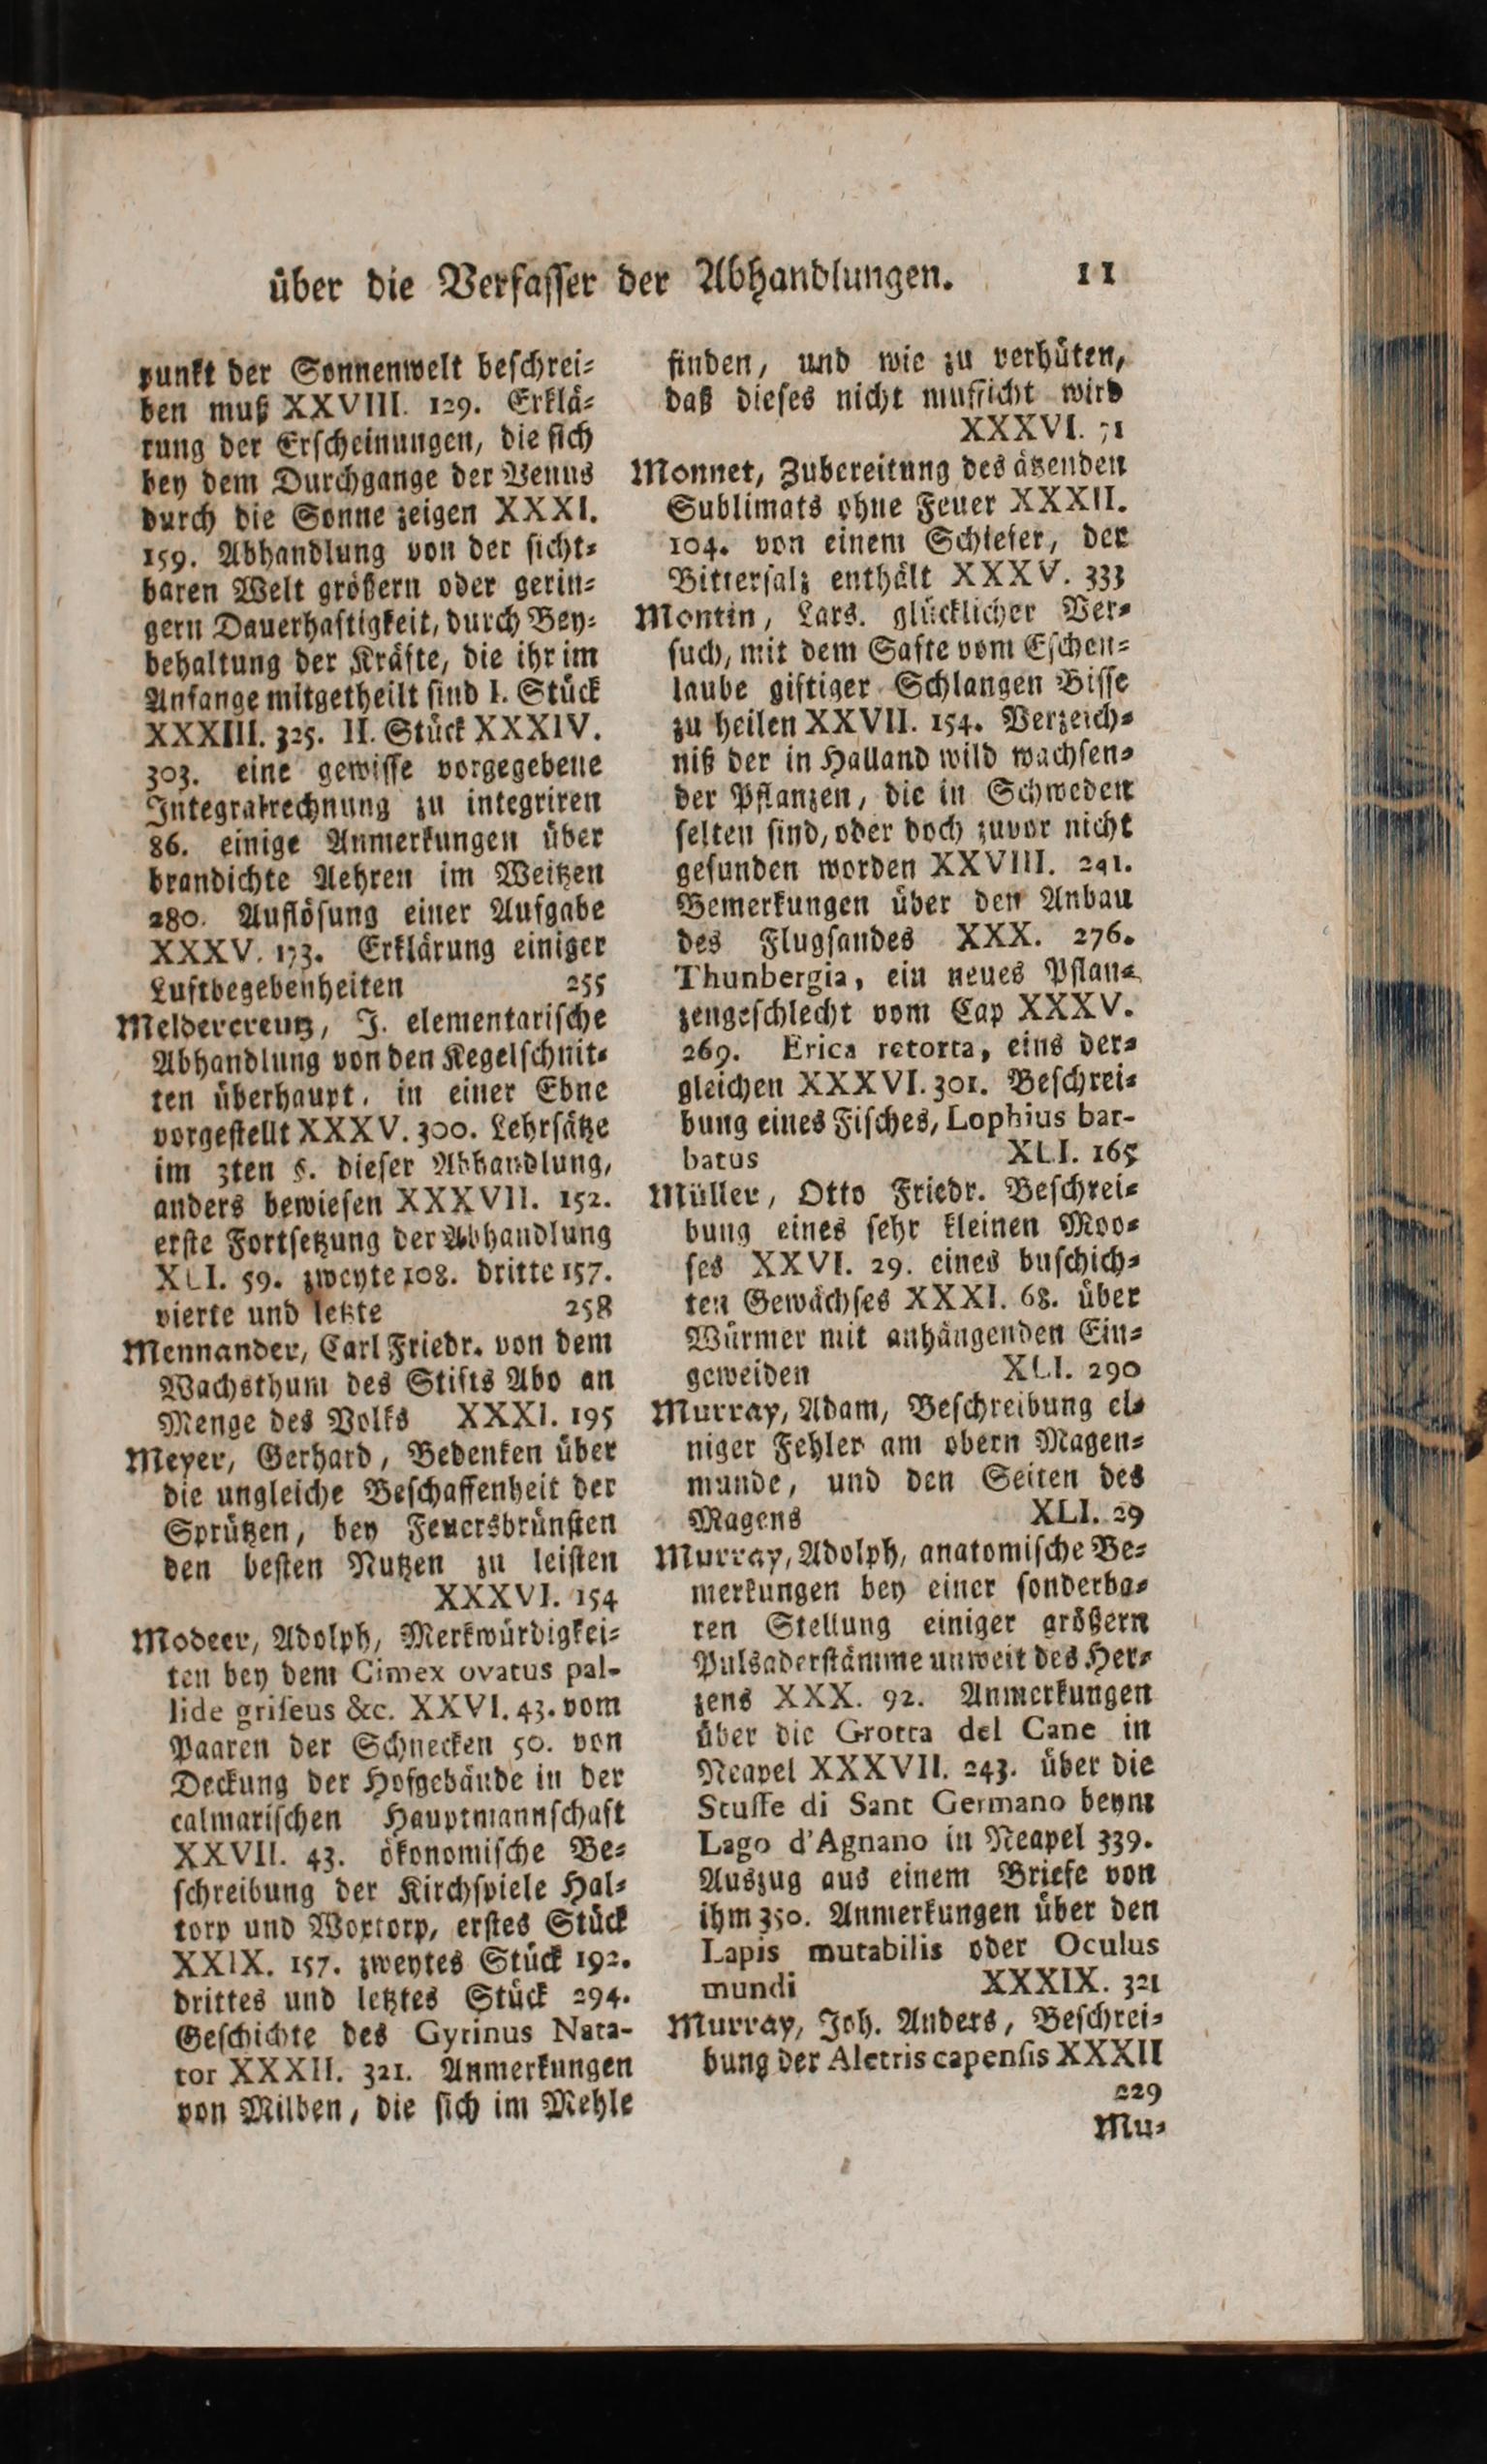 über die Verfaſſer der Abhandlungen. 11
punkt der Sonnenwelt beſchrei⸗
ben muß XXVIII. 129. Erklä⸗
rung der Erſcheinungen, die ſich
bey dem Durchgange der Venus
durch die Sonne zeigen XXXI.
159. Abhandlung von der ſicht⸗
baren Welt größern oder gerin⸗
gern Dauerhaftigkeit, durch Bey⸗
behaltung der Kräfte, die ihr im
Anfange mitgetheilt ſind I. Stück
XXXIII. 325. II. Stück XXXIV.
303. eine gewiſſe vorgegebene
Integralrechnung zu integriren
86. einige Anmerkungen über
brandichte Aehren im Weitzen
280. Auflöſung einer Aufgabe
XXXV. 173. Erklärung einiger
Luftbegebenheiten 255
Meldercreutz, J. elementariſche
Abhandlung von den Kegelſchnit⸗
ten überhaupt, in einer Ebne
vorgeſtellt XXXV. 300. Lehrſätze
im 3ten §. dieſer Abhandlung,
anders bewieſen XXXVII. 152.
erſte Fortſetzung der Abhandlung
XLI. 59. zweyte 108. dritte 157.
vierte und letzte 258
Mennander, Carl Friedr. von dem
Wachsthum des Stifts Abo an
Menge des Volks XXXI. 195
Meyer, Gerhard, Bedenken über
die ungleiche Beſchaffenheit der
Sprützen, bey Feuersbrünſten
den beſten Nutzen zu leiſten
XXXVI. 154
Modeer, Adolph, Merkwürdigkei⸗
ten bey dem Cimex ovatus pal-
lide griſeus &c. XXVI. 43. vom
Paaren der Schnecken 50. von
Deckung der Hofgebäude in der
calmariſchen Hauptmannſchaft
XXVII. 43. ökonomiſche Be⸗
ſchreibung der Kirchſpiele Hal⸗
torp und Woxtorp, erſtes Stück
XXIX. 157. zweytes Stück 192.
drittes und letztes Stück 294.
Geſchichte des Gyrinus Nata-
tor XXXII. 321. Anmerkungen
von Milben, die ſich im Mehle
finden, und wie zu verhüten,
daß dieſes nicht mufficht wird
XXXVI. 71
Monnet, Zubereitung des ätzenden
Sublimats ohne Feuer XXXII.
104. von einem Schiefer, der
Bitterſalz enthält XXXV. 333
Montin, Lars. glücklicher Ver⸗
ſuch, mit dem Safte vom Eſchen⸗
laube giftiger Schlangen Biſſe
zu heilen XXVII. 154. Verzeich⸗
niß der in Halland wild wachſen⸗
der Pflanzen, die in Schweden
ſelten ſind, oder doch zuvor nicht
gefunden worden XXVIII. 241.
Bemerkungen über den Anbau
des Flugſandes XXX. 276.
Thunbergia, ein neues Pflan⸗
zengeſchlecht vom Cap XXXV.
269. Erica retorta, eins der⸗
gleichen XXXVI. 301. Beſchrei⸗
bung eines Fiſches, Lophius bar-
batus XLI. 165
Müller, Otto Friedr. Beſchrei⸗
bung eines ſehr kleinen Moo⸗
ſes XXVI. 29. eines buſchich⸗
ten Gewächſes XXXI. 68. über
Würmer mit anhängenden Ein⸗
geweiden XLI. 290
Murray, Adam, Beſchreibung ei⸗
niger Fehler am obern Magen⸗
munde, und den Seiten des
Magens XLI. 29
Murray, Adolph, anatomiſche Be⸗
merkungen bey einer ſonderba⸗
ren Stellung einiger größern
Pulsaderſtämme unweit des Her⸗
zens XXX. 92. Anmerkungen
über die Grotta del Cane in
Neapel XXXVII. 243. über die
Stuffe di Sant Germano beym
Lago d'Agnano in Neapel 339.
Auszug aus einem Briefe von
ihm 350. Anmerkungen über den
Lapis mutabilis oder Oculus
mundi XXXIX. 321
Murray, Joh. Anders, Beſchrei⸗
bung der Aletris capenſis XXXII
229
Mu⸗